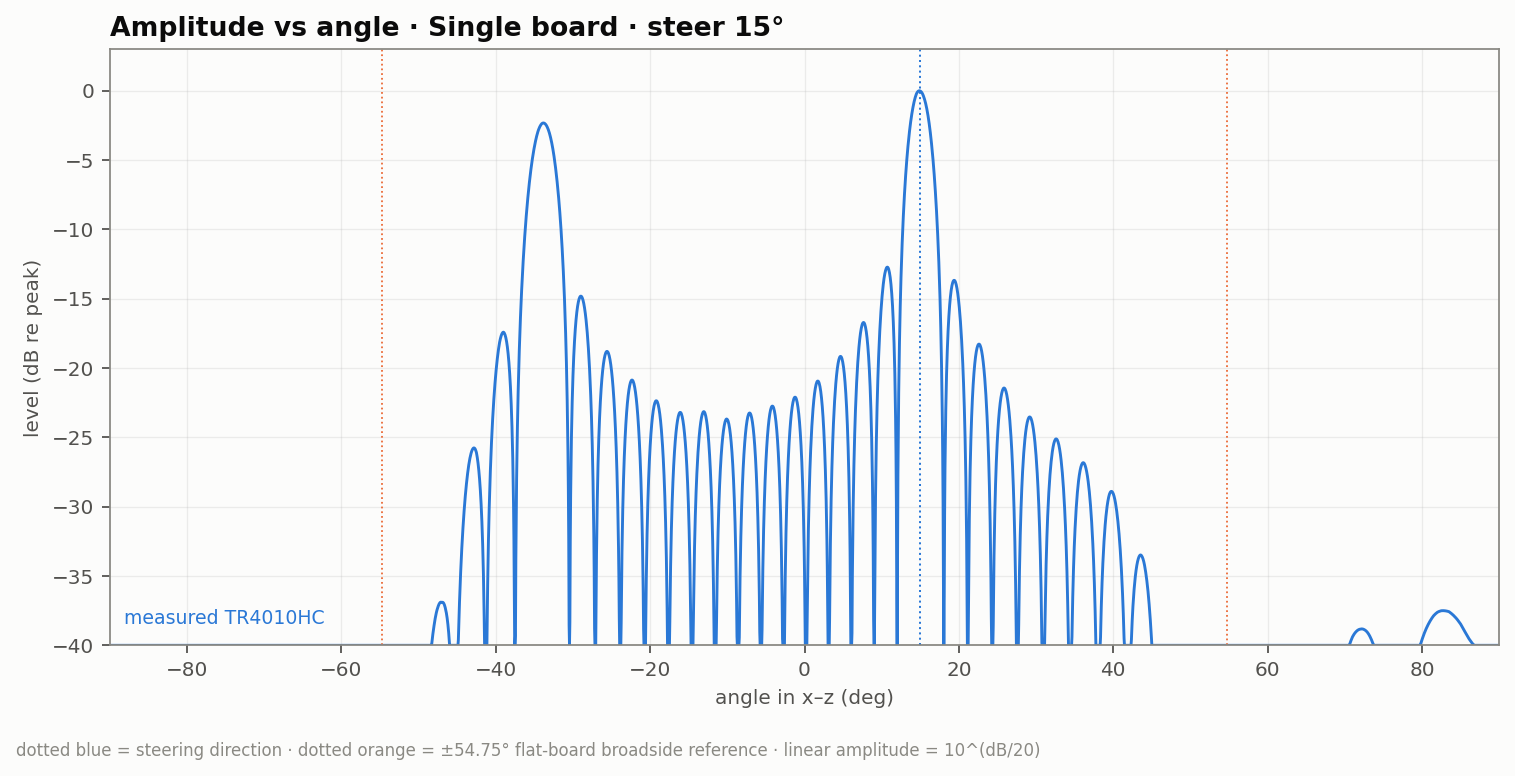 Amplitude vs angle · Single board · steer 15°
0
−5
−10
−15
−20
−25
−30
−35
−40
level (dB re peak)
measured TR4010HC
−80 −60 −40 −20 0 20 40 60 80
angle in x–z (deg)
dotted blue = steering direction · dotted orange = ±54.75° flat-board broadside reference · linear amplitude = 10^(dB/20)